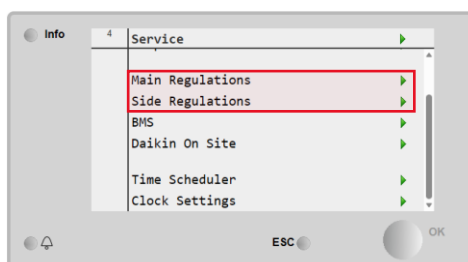 Info
4 Service
Main Regulations
Side Regulations
BMS
Daikin On Site
Time Scheduler
Clock Settings
ESC
OK